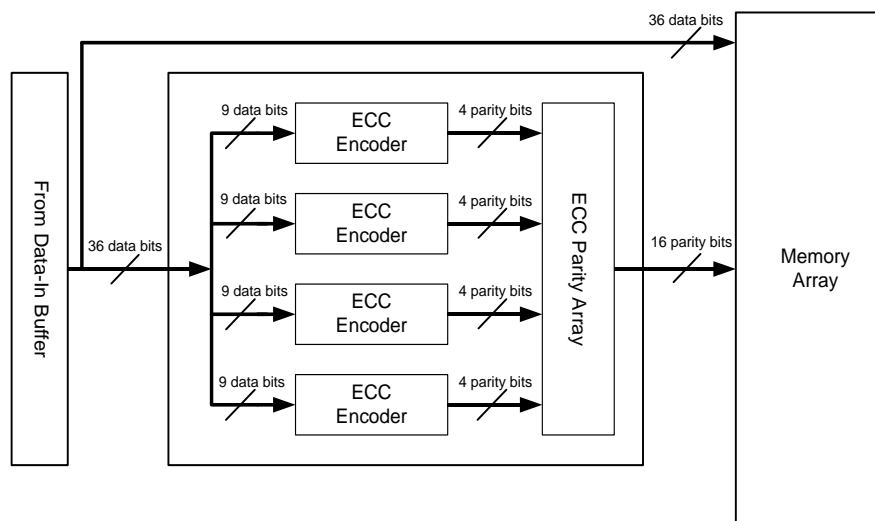 36 data bits
9 data bits
ECC
Encoder
4 parity bits
9 data bits
ECC
Encoder
4 parity bits
From Data-In Buffer
36 data bits
ECC Parity Array
16 parity bits
Memory
Array
9 data bits
ECC
Encoder
4 parity bits
9 data bits
ECC
Encoder
4 parity bits